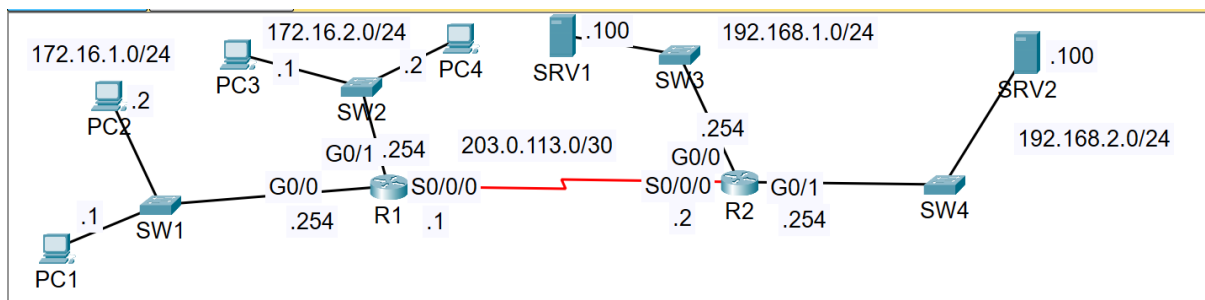 172.16.1.0/24
172.16.2.0/24
.100
192.168.1.0/24
PC3
.1
.2
PC4
SRV1
SW3
.100
SRV2
PC2
.2
SW2
.254
203.0.113.0/30
.254
192.168.2.0/24
G0/1
G0/0
G0/0
S0/0/0
S0/0/0
G0/1
.1
SW1
.254
R1
.1
.2
R2
.254
SW4
PC1